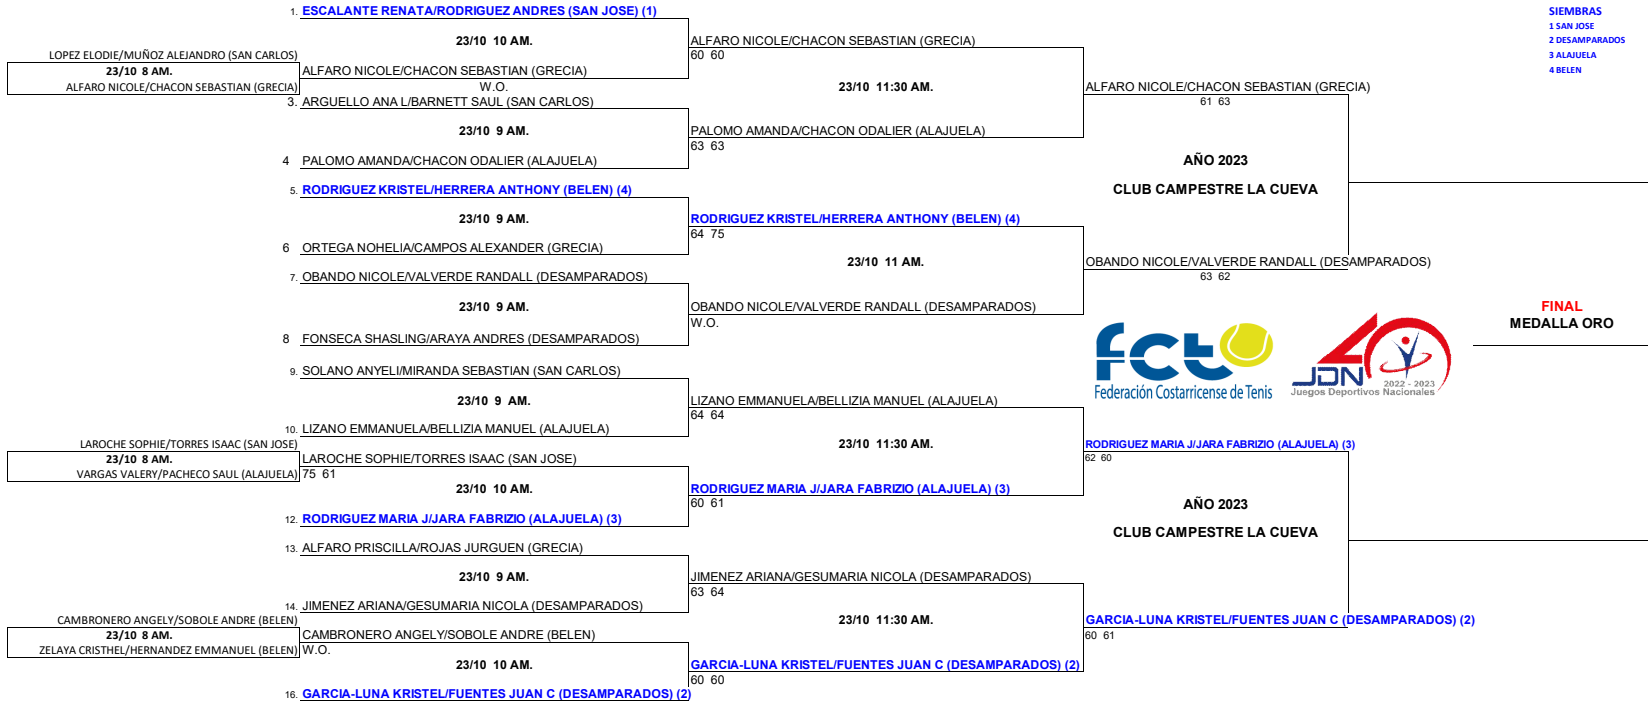 1. ESCALANTE RENATA/RODRIGUEZ ANDRES (SAN JOSE) (1)
SIEMBRAS
1 SAN JOSE
2 DESAMPARADOS
3 ALAJUELA
4 BELEN
23/10 10 AM.
ALFARO NICOLE/CHACON SEBASTIAN (GRECIA)
60 60
LOPEZ ELODIE/MUÑOZ ALEJANDRO (SAN CARLOS)
23/10 8 AM.
ALFARO NICOLE/CHACON SEBASTIAN (GRECIA)
ALFARO NICOLE/CHACON SEBASTIAN (GRECIA)
W.O.
23/10 11:30 AM.
ALFARO NICOLE/CHACON SEBASTIAN (GRECIA)
61 63
3. ARGUELLO ANA L/BARNETT SAUL (SAN CARLOS)
23/10 9 AM.
PALOMO AMANDA/CHACON ODALIER (ALAJUELA)
63 63
4 PALOMO AMANDA/CHACON ODALIER (ALAJUELA)
AÑO 2023
CLUB CAMPESTRE LA CUEVA
5. RODRIGUEZ KRISTEL/HERRERA ANTHONY (BELEN) (4)
23/10 9 AM.
RODRIGUEZ KRISTEL/HERRERA ANTHONY (BELEN) (4)
64 75
6 ORTEGA NOHELIA/CAMPOS ALEXANDER (GRECIA)
23/10 11 AM.
OBANDO NICOLE/VALVERDE RANDALL (DESAMPARADOS)
63 62
7. OBANDO NICOLE/VALVERDE RANDALL (DESAMPARADOS)
23/10 9 AM.
OBANDO NICOLE/VALVERDE RANDALL (DESAMPARADOS)
W.O.
8 FONSECA SHASLING/ARAYA ANDRES (DESAMPARADOS)
FINAL
MEDALLA ORO
fct
Federación Costarricense de Tenis
40
JDN
2022 - 2023
Juegos Deportivos Nacionales
9. SOLANO ANYELI/MIRANDA SEBASTIAN (SAN CARLOS)
23/10 9 AM.
LIZANO EMMANUELA/BELLIZIA MANUEL (ALAJUELA)
64 64
10. LIZANO EMMANUELA/BELLIZIA MANUEL (ALAJUELA)
23/10 11:30 AM.
RODRIGUEZ MARIA J/JARA FABRIZIO (ALAJUELA) (3)
62 60
LAROCHE SOPHIE/TORRES ISAAC (SAN JOSE)
23/10 8 AM.
VARGAS VALERY/PACHECO SAUL (ALAJUELA)
LAROCHE SOPHIE/TORRES ISAAC (SAN JOSE)
75 61
23/10 10 AM.
RODRIGUEZ MARIA J/JARA FABRIZIO (ALAJUELA) (3)
60 61
12. RODRIGUEZ MARIA J/JARA FABRIZIO (ALAJUELA) (3)
AÑO 2023
CLUB CAMPESTRE LA CUEVA
13. ALFARO PRISCILLA/ROJAS JURGUEN (GRECIA)
23/10 9 AM.
JIMENEZ ARIANA/GESUMARIA NICOLA (DESAMPARADOS)
63 64
14. JIMENEZ ARIANA/GESUMARIA NICOLA (DESAMPARADOS)
23/10 11:30 AM.
GARCIA-LUNA KRISTEL/FUENTES JUAN C (DESAMPARADOS) (2)
60 61
CAMBRONERO ANGELY/SOBOLE ANDRE (BELEN)
23/10 8 AM.
ZELAYA CRISTHEL/HERNANDEZ EMMANUEL (BELEN)
CAMBRONERO ANGELY/SOBOLE ANDRE (BELEN)
W.O.
23/10 10 AM.
GARCIA-LUNA KRISTEL/FUENTES JUAN C (DESAMPARADOS) (2)
60 60
16. GARCIA-LUNA KRISTEL/FUENTES JUAN C (DESAMPARADOS) (2)